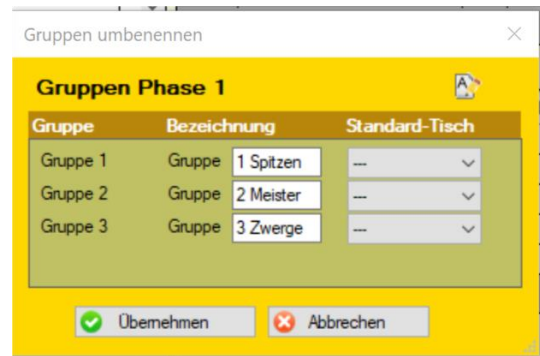 Gruppen umbenennen
Gruppen Phase 1
Gruppe Bezeichnung Standard-Tisch
Gruppe 1 Gruppe 1 Spitzen ---
Gruppe 2 Gruppe 2 Meister ---
Gruppe 3 Gruppe 3 Zwerge ---
Übernehmen Abbrechen